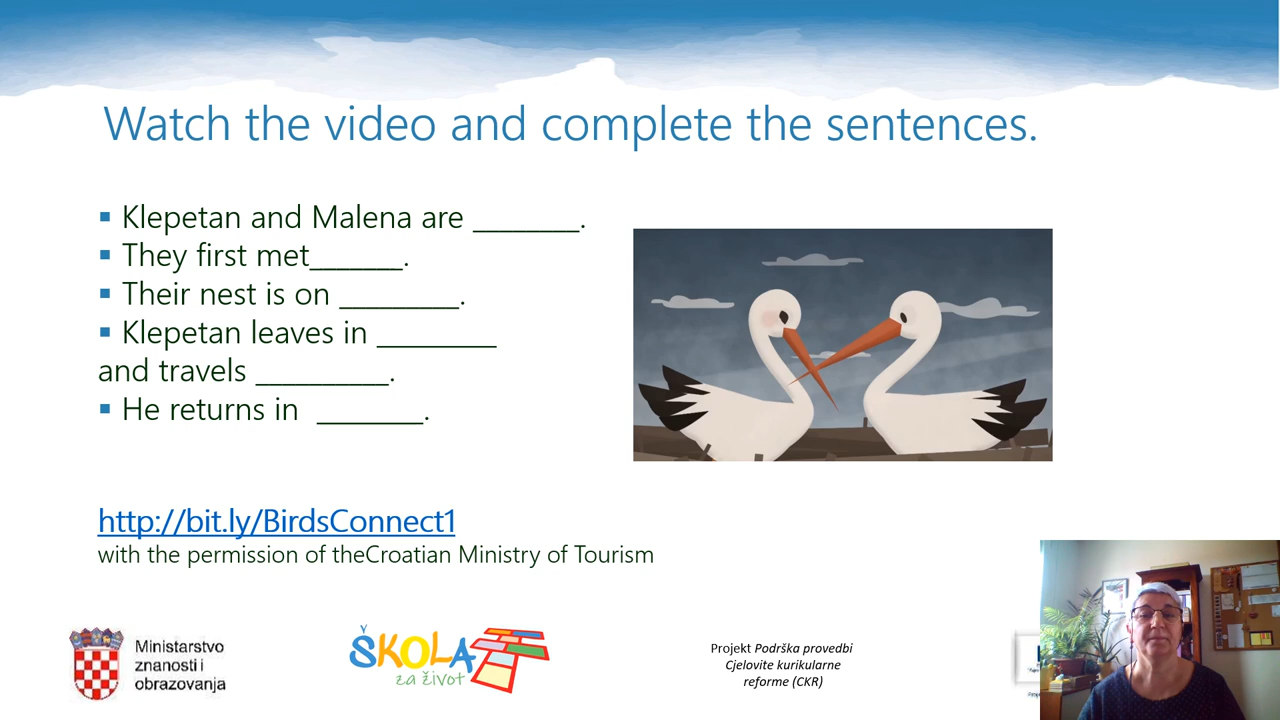 Watch the video and complete the sentences.
▪ Klepetan and Malena are ________.
▪ They first met_______.
▪ Their nest is on _________.
▪ Klepetan leaves in _________
and travels __________.
▪ He returns in ________.
http://bit.ly/BirdsConnect1
with the permission of theCroatian Ministry of Tourism
Ministarstvo
znanosti i
obrazovanja
ŠKOLA
za život
Projekt Podrška provedbi
Cjelovite kurikularne
reforme (CKR)